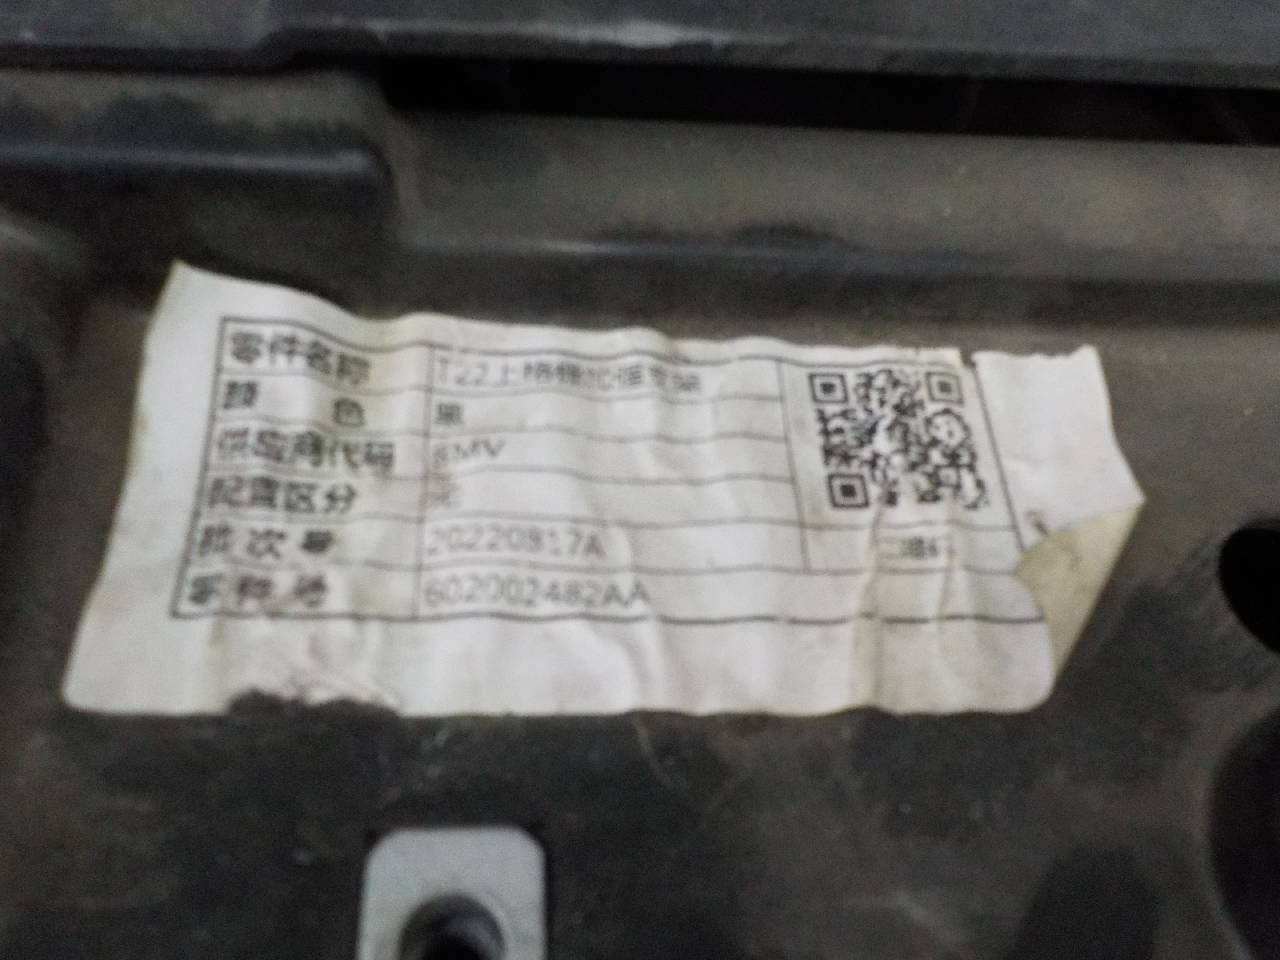 零件名称 T22上格栅加强支架
颜 色 黑
供应商代码 6MV
配置区分 无
批次号 20220817A
零件号 602002482AA